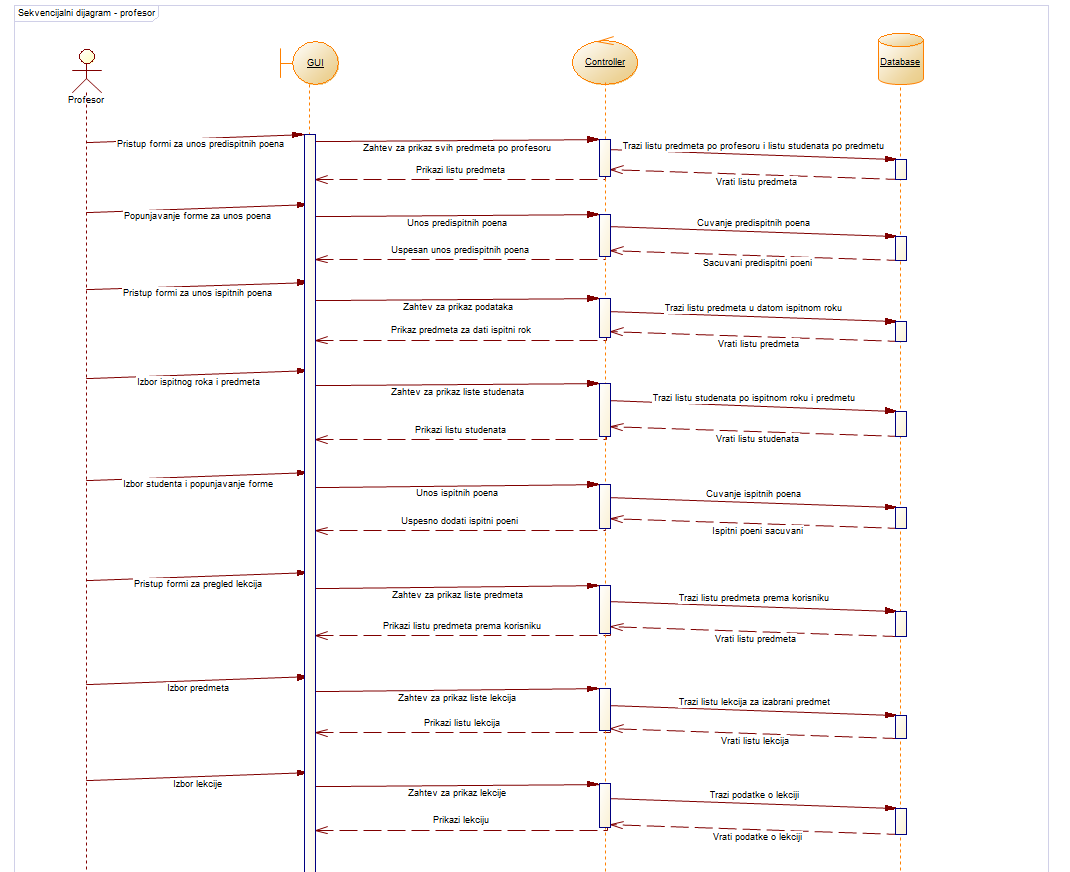 Sekvencijalni dijagram - profesor
Profesor
GUI
Controller
Database
Pristup formi za unos predispitnih poena
Zahtev za prikaz svih predmeta po profesoru
Trazi listu predmeta po profesoru i listu studenata po predmetu
Prikazi listu predmeta
Vrati listu predmeta
Popunjavanje forme za unos poena
Unos predispitnih poena
Cuvanje predispitnih poena
Uspesan unos predispitnih poena
Sacuvani predispitni poeni
Pristup formi za unos ispitnih poena
Zahtev za prikaz podataka
Trazi listu predmeta u datom ispitnom roku
Prikaz predmeta za dati ispitni rok
Vrati listu predmeta
Izbor ispitnog roka i predmeta
Zahtev za prikaz liste studenata
Trazi listu studenata po ispitnom roku i predmetu
Prikazi listu studenata
Vrati listu studenata
Izbor studenta i popunjavanje forme
Unos ispitnih poena
Cuvanje ispitnih poena
Uspesno dodati ispitni poeni
Ispitni poeni sacuvani
Pristup formi za pregled lekcija
Zahtev za prikaz liste predmeta
Trazi listu predmeta prema korisniku
Prikazi listu predmeta prema korisniku
Vrati listu predmeta
Izbor predmeta
Zahtev za prikaz liste lekcija
Trazi listu lekcija za izabrani predmet
Prikazi listu lekcija
Vrati listu lekcija
Izbor lekcije
Zahtev za prikaz lekcije
Trazi podatke o lekciji
Prikazi lekciju
Vrati podatke o lekciji